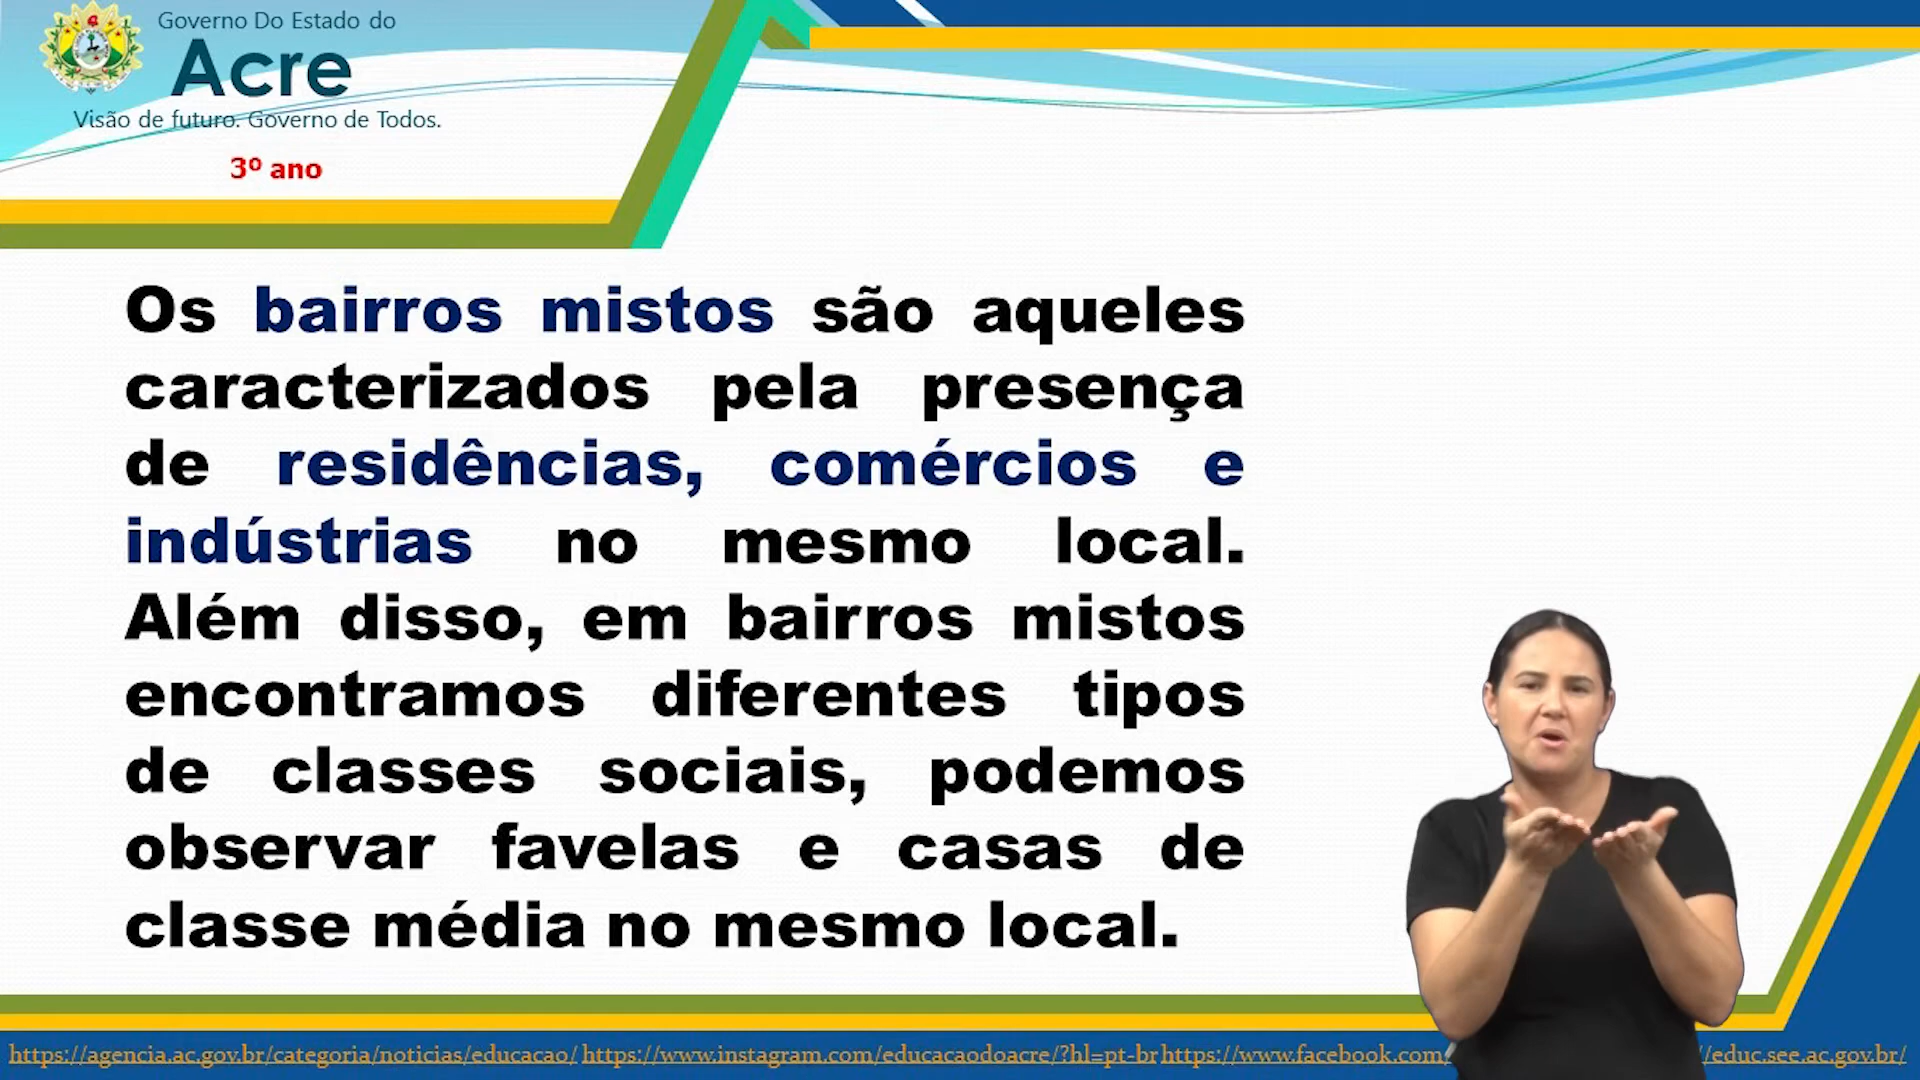 Governo Do Estado do
Acre
Visão de futuro. Governo de Todos.
3º ano
Os bairros mistos são aqueles
caracterizados pela presença
de residências, comércios e
indústrias no mesmo local.
Além disso, em bairros mistos
encontramos diferentes tipos
de classes sociais, podemos
observar favelas e casas de
classe média no mesmo local.
https://agencia.ac.gov.br/categoria/noticias/educacao/ https://www.instagram.com/educacaodoacre/?hl=pt-brhttps://www.facebook.com/ /educ.see.ac.gov.br/